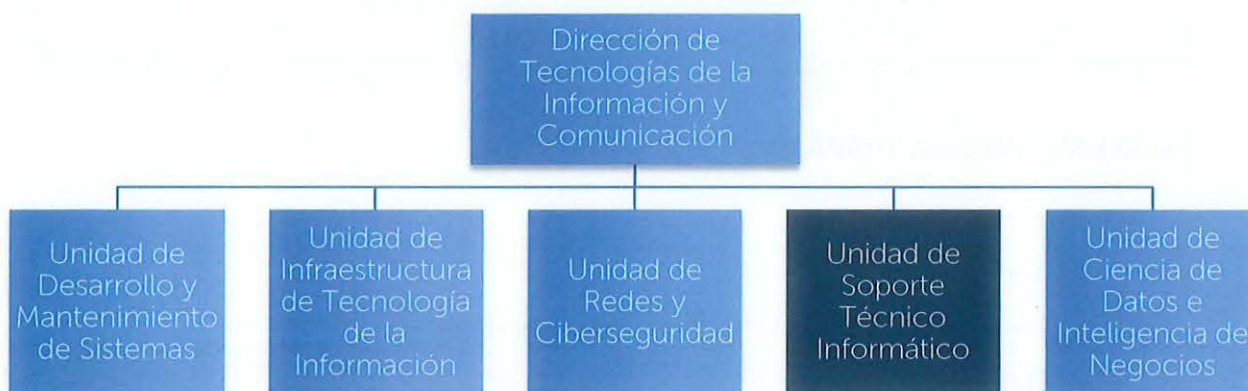 Dirección de
Tecnologías de la
Información y
Comunicación
Unidad de
Desarrollo y
Mantenimiento
de Sistemas
Unidad de
Infraestructura
de Tecnología
de la
Información
Unidad de
Redes y
Ciberseguridad
Unidad de
Soporte
Técnico
Informático
Unidad de
Ciencia de
Datos e
Inteligencia de
Negocios